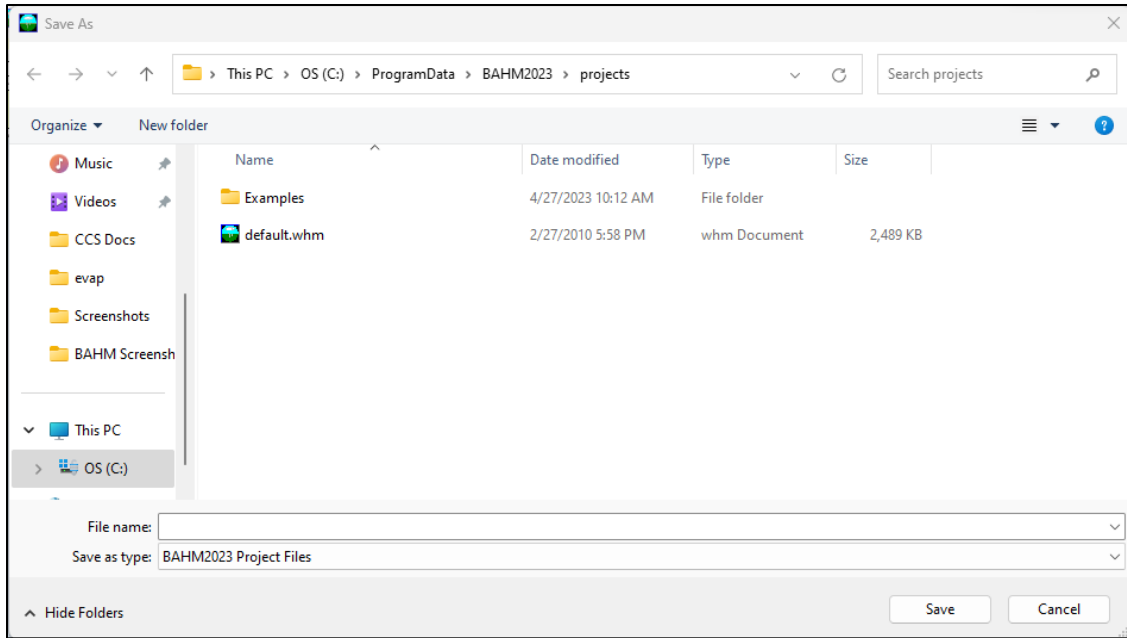 Save As
This PC > OS (C:) > ProgramData > BAHM2023 > projects
Search projects
Organize
New folder
Name
Date modified
Type
Size
Music
Videos
CCS Docs
evap
Screenshots
BAHM Screensh
This PC
OS (C:)
Examples 4/27/2023 10:12 AM File folder
default.whm 2/27/2010 5:58 PM whm Document 2,489 KB
File name:
Save as type: BAHM2023 Project Files
Hide Folders
Save
Cancel